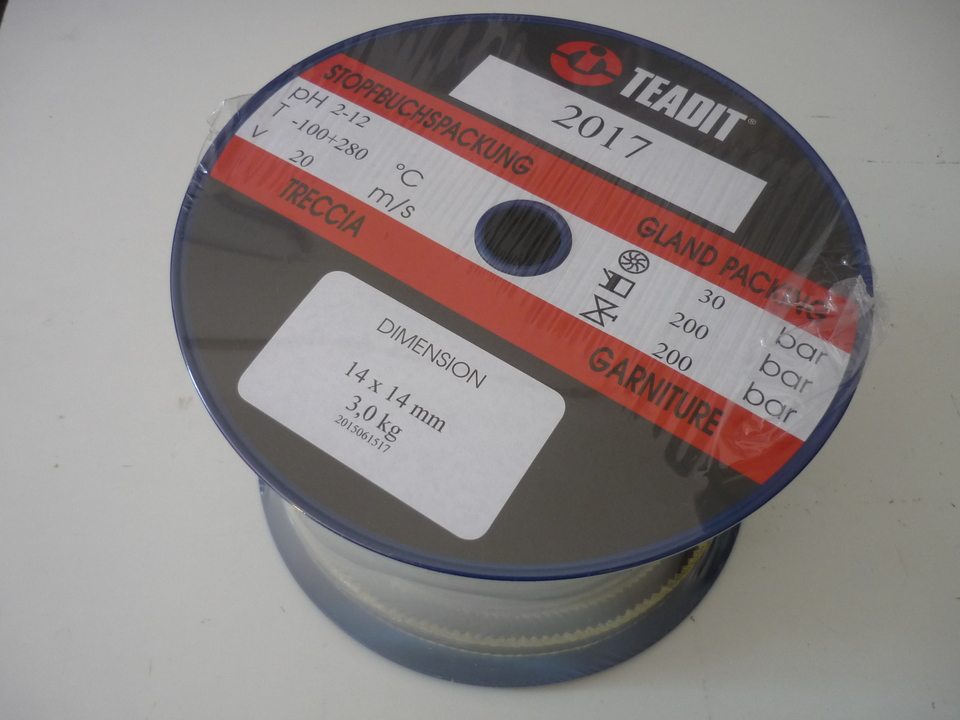 TEADIT®
2017
STOPFBUCHSPACKUNG
GLAND PACKING
pH 2-12
T -100+280 °C
v 20 m/s
30 bar
200 bar
200 bar
TRECCIA
GARNITURE
DIMENSION
14 x 14 mm
3,0 kg
2015061517